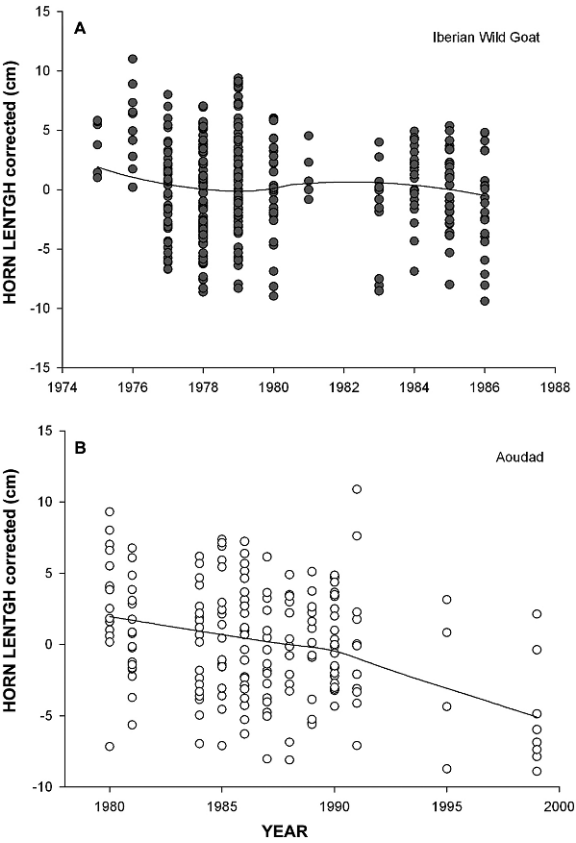 A
Iberian Wild Goat
HORN LENTGH corrected (cm)
15
10
5
0
-5
-10
-15
1974 1976 1978 1980 1982 1984 1986 1988
B
Aoudad
HORN LENTGH corrected (cm)
15
10
5
0
-5
-10
1980 1985 1990 1995 2000
YEAR